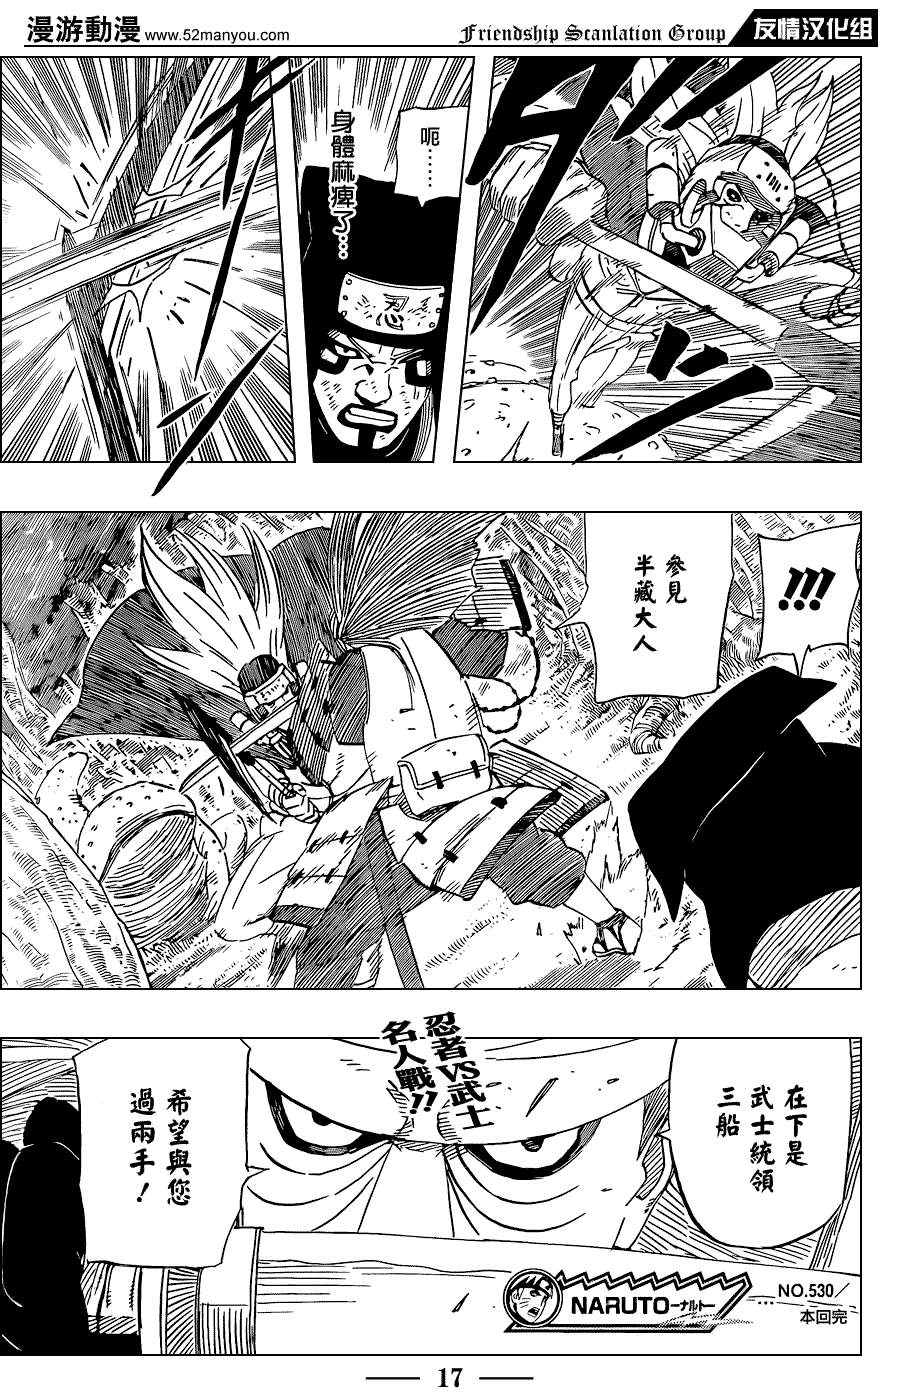 漫游動漫 www.52manyou.com
Friendship Scanlation Group
友情汉化组
呃……
身體麻痺了…
!!!
參見
半藏大人
在下是
武士統領
三船
忍者VS武士
名人戰!!
希望與您
過兩手！
NARUTO—ナルト—
NO.530/
……本回完
17